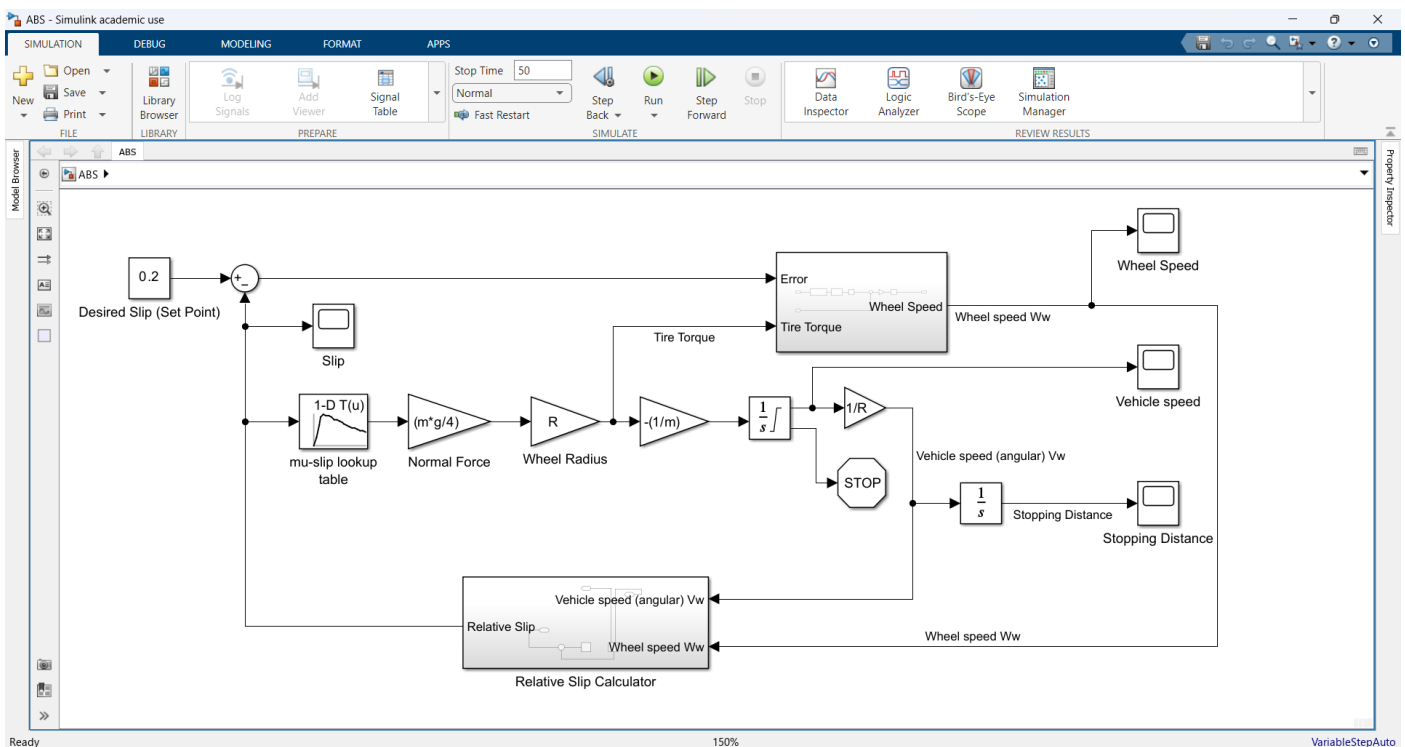 ABS - Simulink academic use
SIMULATION
DEBUG
MODELING
FORMAT
APPS
New
Open
Save
Print
FILE
Library
Browser
LIBRARY
Log
Signals
Add
Viewer
Signal
Table
PREPARE
Stop Time 50
Normal
Fast Restart
Step
Back
Run
Step
Forward
Stop
SIMULATE
Data
Inspector
Logic
Analyzer
Bird's-Eye
Scope
Simulation
Manager
REVIEW RESULTS
Model Browser
Property Inspector
ABS
ABS
0.2
Desired Slip (Set Point)
+
−
Slip
1-D T(u)
mu-slip lookup
table
(m*g/4)
Normal Force
R
Wheel Radius
Tire Torque
-(1/m)
1
s
STOP
1/R
Error
Tire Torque
Wheel Speed
Wheel speed Ww
Wheel Speed
Vehicle speed
Vehicle speed (angular) Vw
1
s
Stopping Distance
Stopping Distance
Vehicle speed (angular) Vw
Relative Slip
Wheel speed Ww
Relative Slip Calculator
Wheel speed Ww
Ready
150%
VariableStepAuto